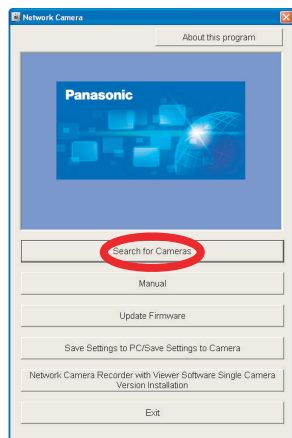 Network Camera
About this program
Panasonic
Search for Cameras
Manual
Update Firmware
Save Settings to PC/Save Settings to Camera
Network Camera Recorder with Viewer Software Single Camera
Version Installation
Exit